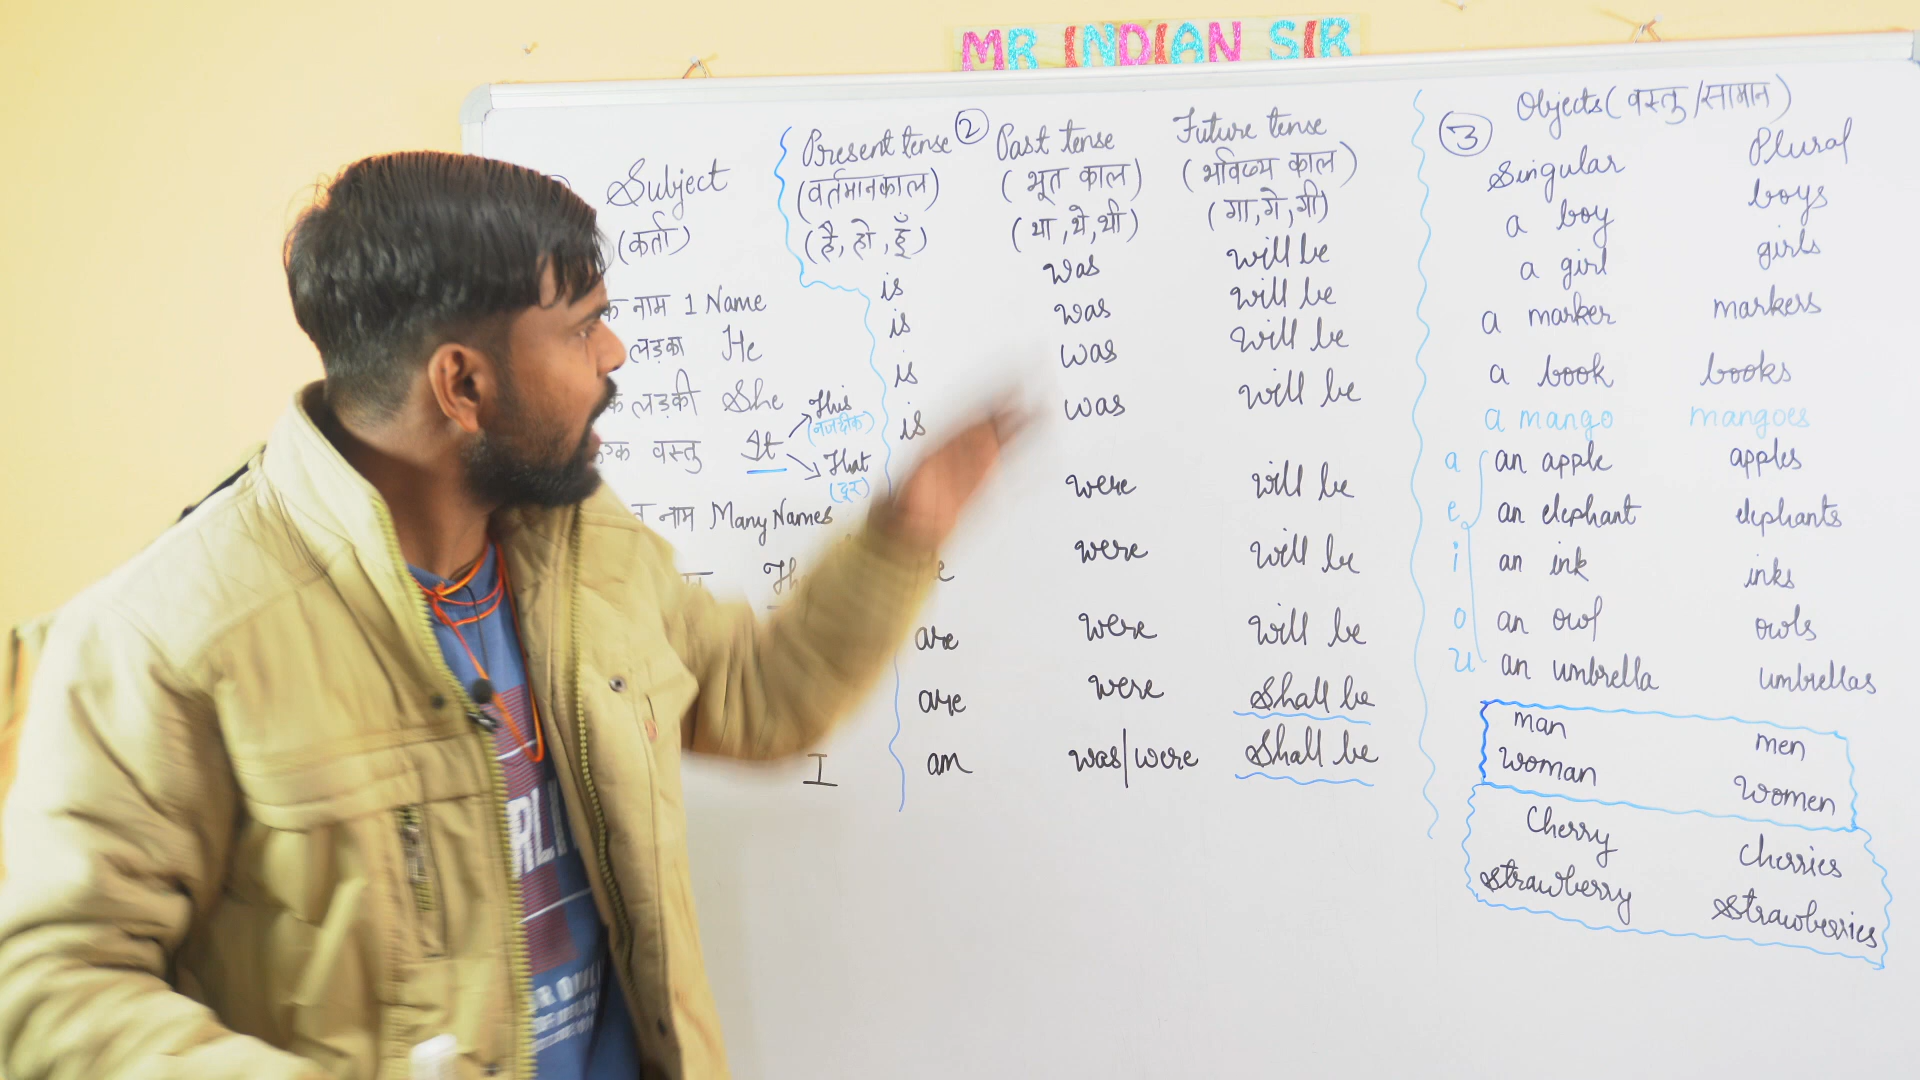 MR INDIAN SIR
Subject
(कर्ता)
नाम 1 Name
लड़का He
लड़की She
This
(नजदीक)
वस्तु It
That
(दूर)
नाम Many Names
I
②
Present tense
(वर्तमानकाल)
(है, हो, हूँ)
is
is
is
is
are
are
am
Past tense
(भूत काल)
(था, थे, थी)
was
was
was
was
were
were
were
were
was/were
Future tense
(भविष्य काल)
(गा, गे, गी)
will be
will be
will be
will be
will be
will be
will be
Shall be
Shall be
③ Objects (वस्तु/सामान)
Singular Plural
a boy boys
a girl girls
a marker markers
a book books
a mango mangoes
a an apple apples
e an elephant elephants
i an ink inks
o an owl owls
u an umbrella umbrellas
man men
woman women
Cherry Cherries
Strawberry Strawberries